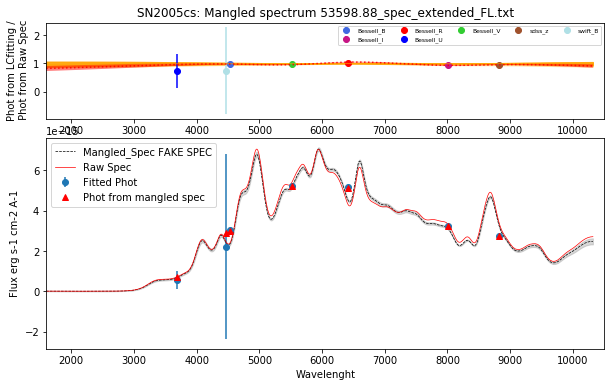 SN2005cs: Mangled spectrum 53598.88_spec_extended_FL.txt
Phot from LCfitting /
Phot from Raw Spec
2
1
0
Bessell_B
Bessell_I
Bessell_R
Bessell_U
Bessell_V
sdss_z
swift_B
2000 3000 4000 5000 6000 7000 8000 9000 10000
Flux erg s-1 cm-2 A-1
6
4
2
0
−2
Mangled_Spec FAKE SPEC
Raw Spec
Fitted Phot
Phot from mangled spec
2000 3000 4000 5000 6000 7000 8000 9000 10000
Wavelenght